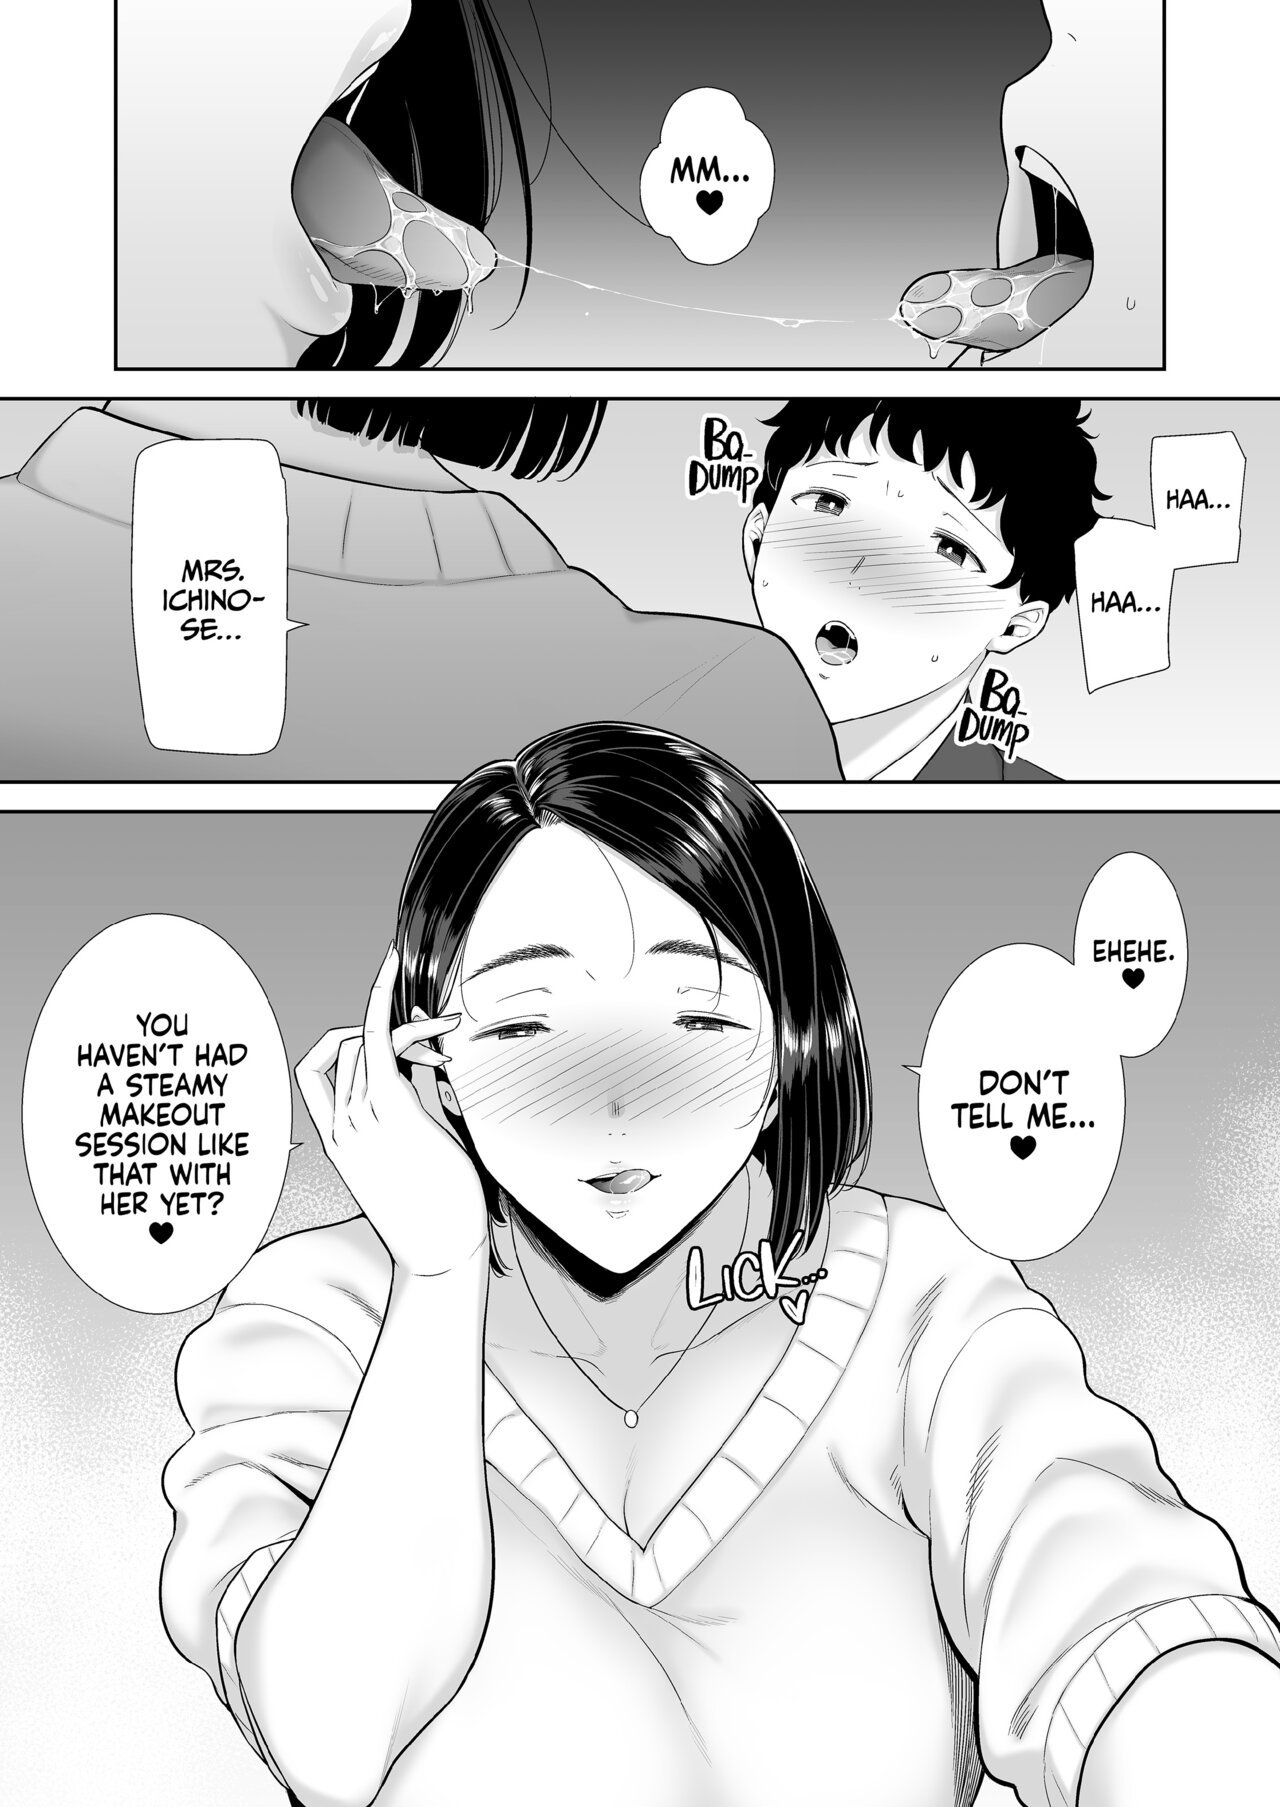 MM...
♥
HAA...
HAA...
BA-
DUMP
BA-
DUMP
MRS.
ICHINO-
SE...
EHEHE.
♥
DON'T
TELL ME...
♥
YOU
HAVEN'T HAD
A STEAMY
MAKEOUT
SESSION LIKE
THAT WITH
HER YET?
♥
LICK...